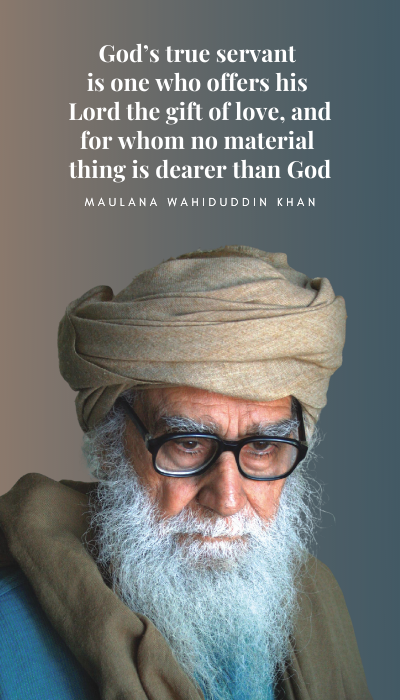 God’s true servant
is one who offers his
Lord the gift of love, and
for whom no material
thing is dearer than God
MAULANA WAHIDUDDIN KHAN